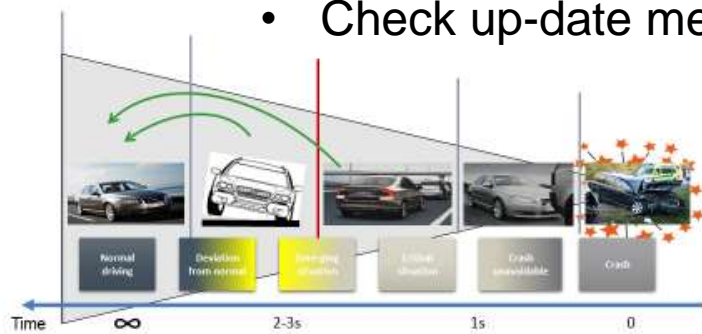 • Check up-date me
Normal driving
Deviation from normal
Emerging situation
Critical situation
Crash unavoidable
Crash
Time ∞ 2-3s 1s 0